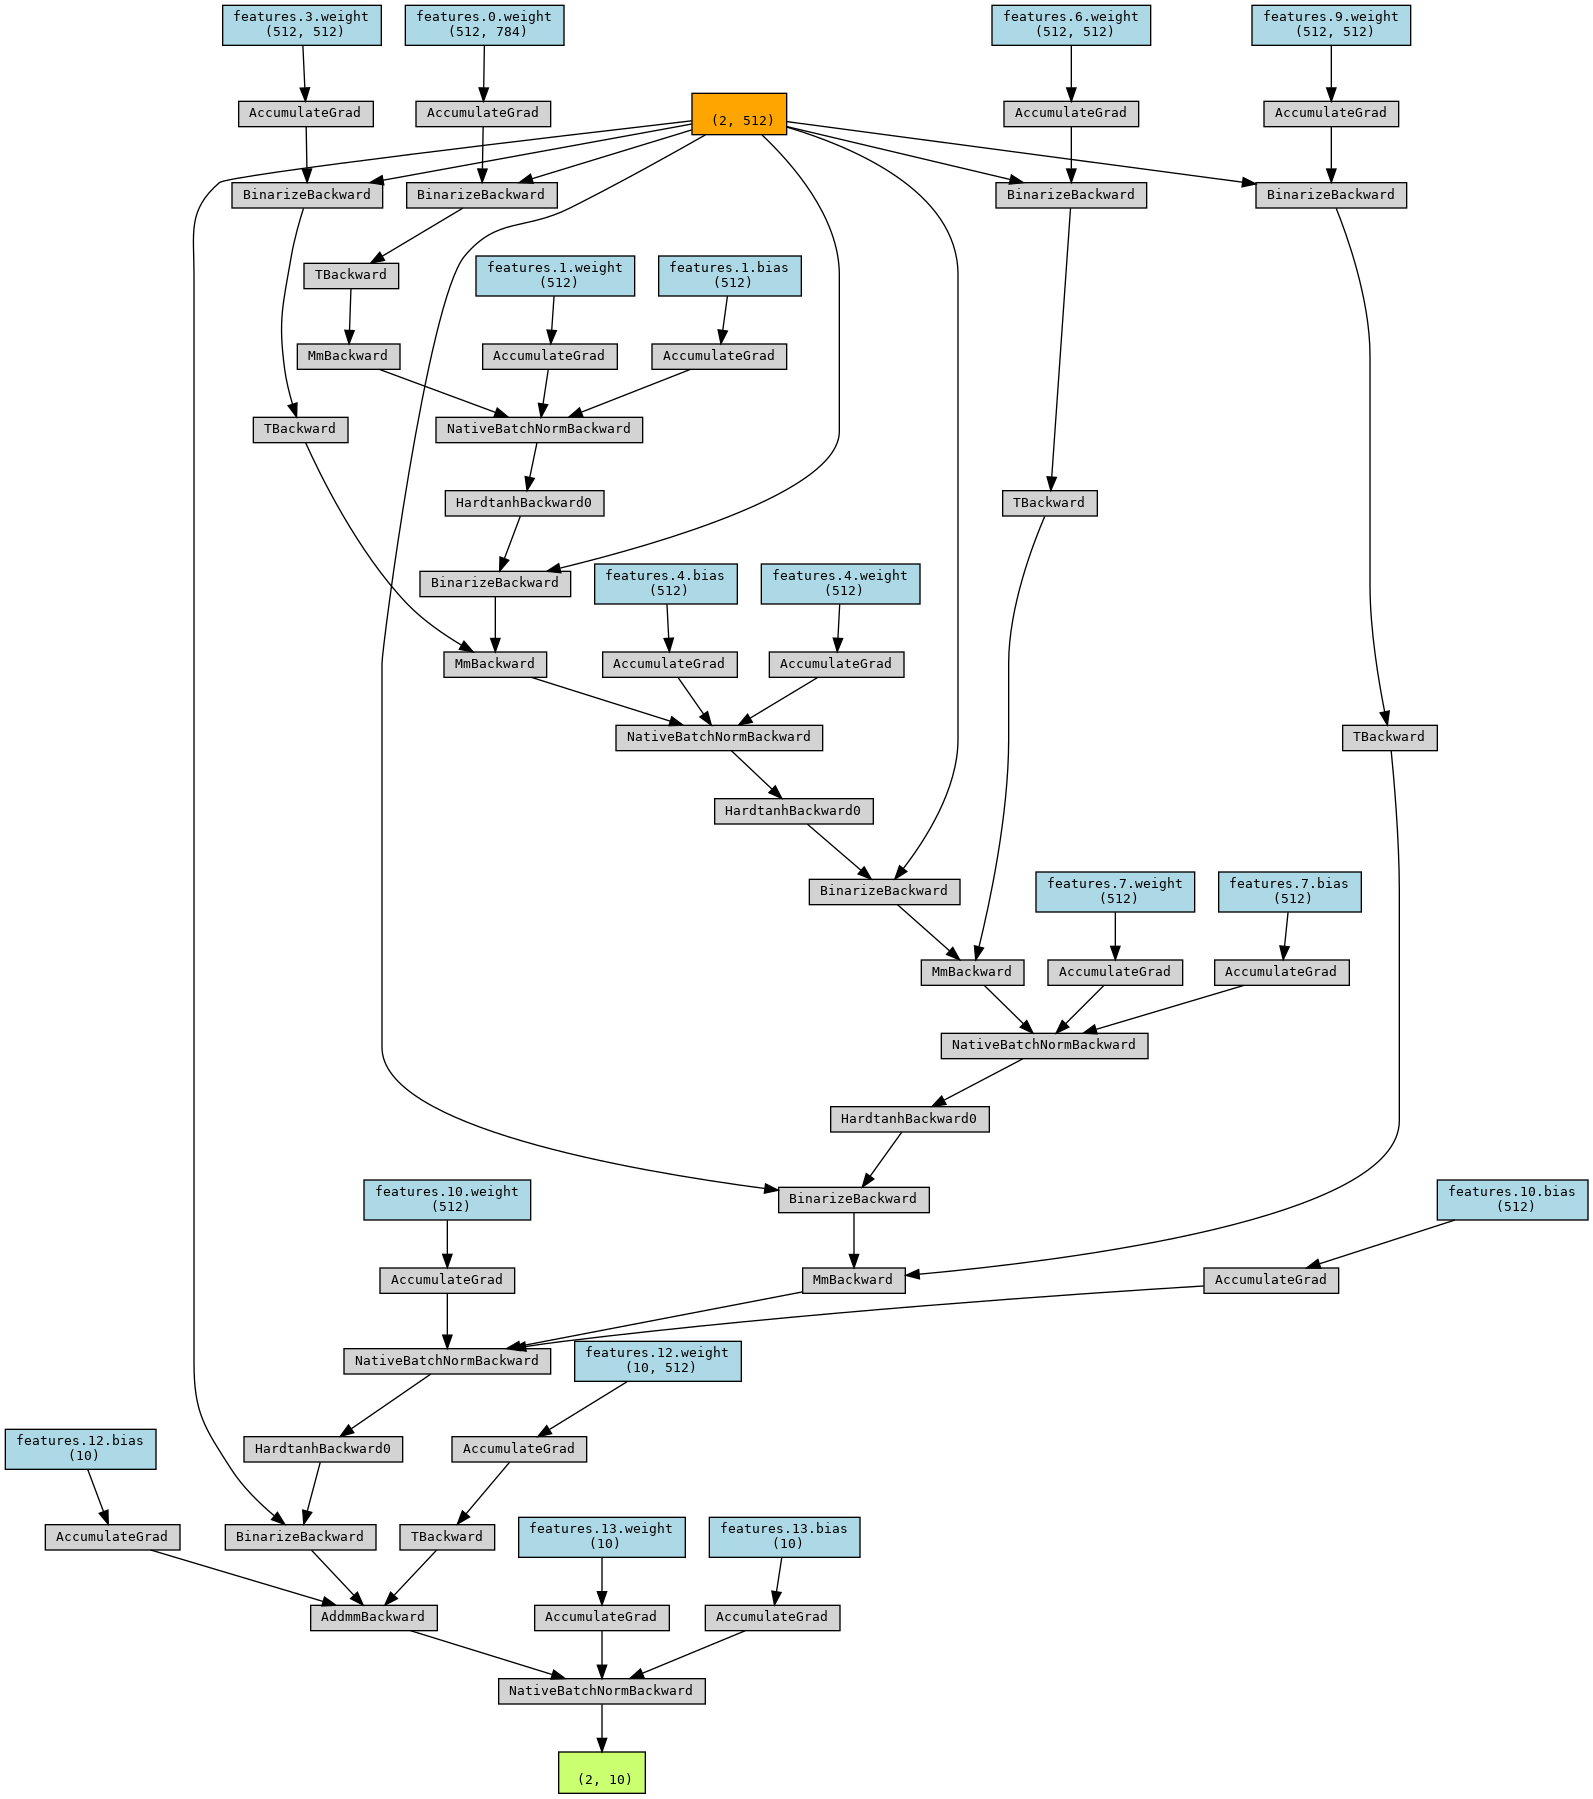 features.3.weight
(512, 512)
features.0.weight
(512, 784)
features.6.weight
(512, 512)
features.9.weight
(512, 512)
AccumulateGrad
AccumulateGrad
(2, 512)
AccumulateGrad
AccumulateGrad
BinarizeBackward
BinarizeBackward
BinarizeBackward
BinarizeBackward
TBackward
features.1.weight
(512)
features.1.bias
(512)
MmBackward
AccumulateGrad
AccumulateGrad
TBackward
NativeBatchNormBackward
HardtanhBackward0
TBackward
BinarizeBackward
features.4.bias
(512)
features.4.weight
(512)
MmBackward
AccumulateGrad
AccumulateGrad
NativeBatchNormBackward
TBackward
HardtanhBackward0
BinarizeBackward
features.7.weight
(512)
features.7.bias
(512)
MmBackward
AccumulateGrad
AccumulateGrad
NativeBatchNormBackward
HardtanhBackward0
features.10.weight
(512)
BinarizeBackward
features.10.bias
(512)
AccumulateGrad
MmBackward
AccumulateGrad
NativeBatchNormBackward
features.12.weight
(10, 512)
features.12.bias
(10)
HardtanhBackward0
AccumulateGrad
AccumulateGrad
BinarizeBackward
TBackward
features.13.weight
(10)
features.13.bias
(10)
AddmmBackward
AccumulateGrad
AccumulateGrad
NativeBatchNormBackward
(2, 10)